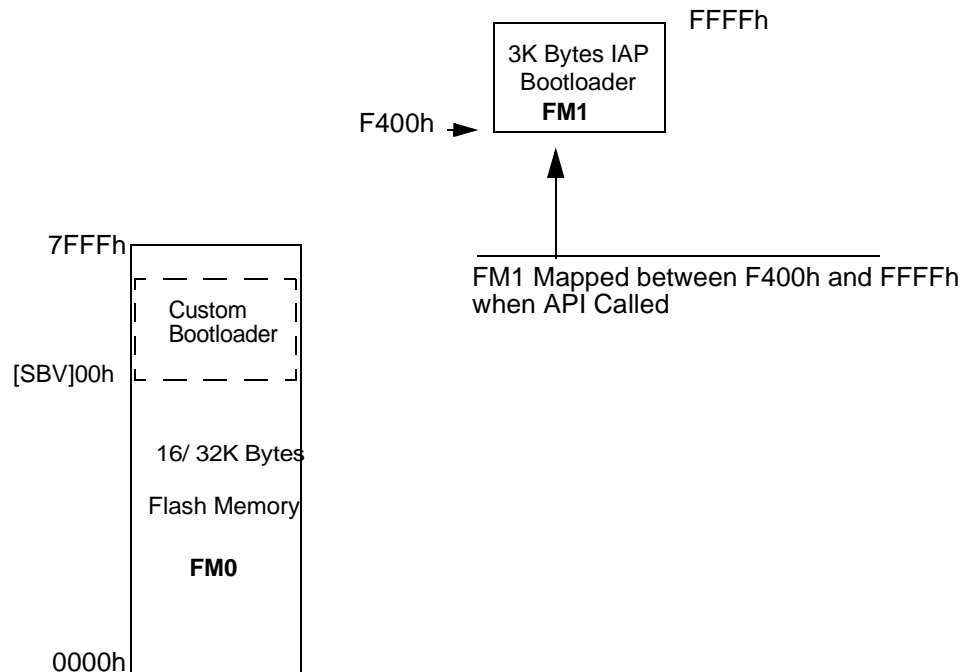 FFFFh
3K Bytes IAP
Bootloader
FM1
F400h
7FFFh
FM1 Mapped between F400h and FFFFh
when API Called
Custom
Bootloader
[SBV]00h
16/ 32K Bytes
Flash Memory
FM0
0000h